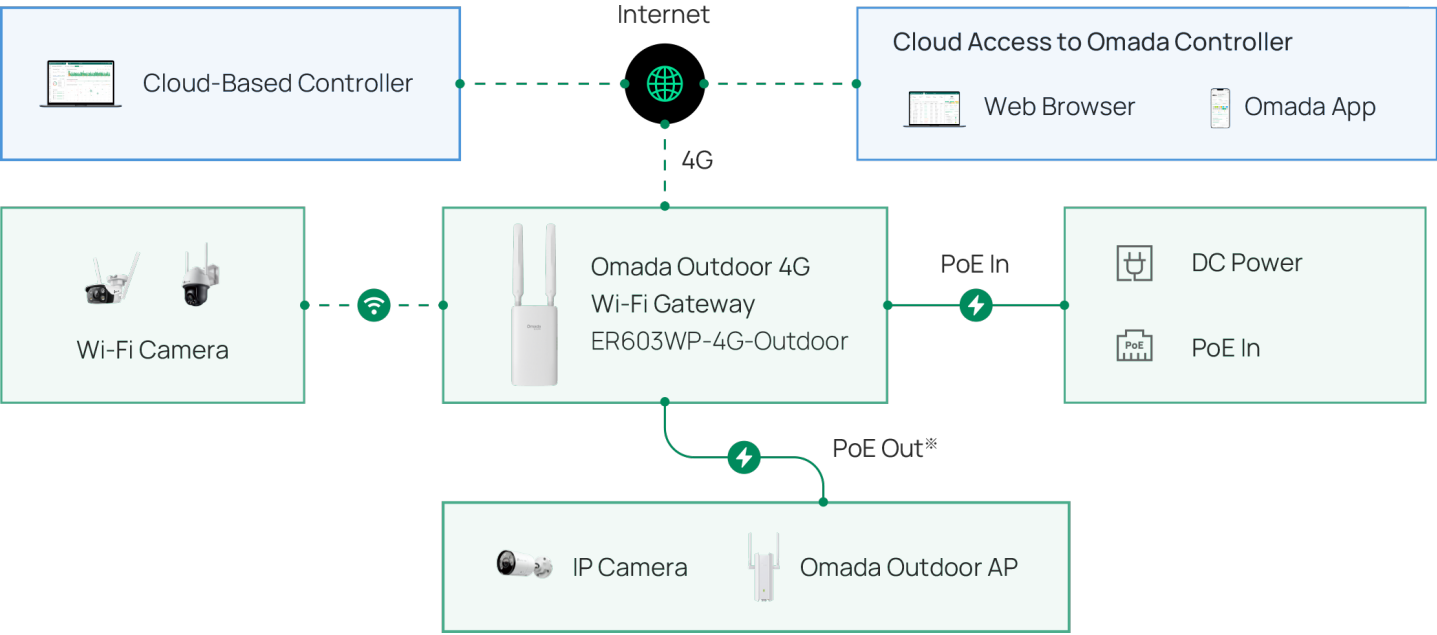 Internet
Cloud-Based Controller
Cloud Access to Omada Controller
Web Browser
Omada App
4G
Wi-Fi Camera
Omada Outdoor 4G
Wi-Fi Gateway
ER603WP-4G-Outdoor
PoE In
DC Power
PoE
PoE In
PoE Out※
IP Camera
Omada Outdoor AP